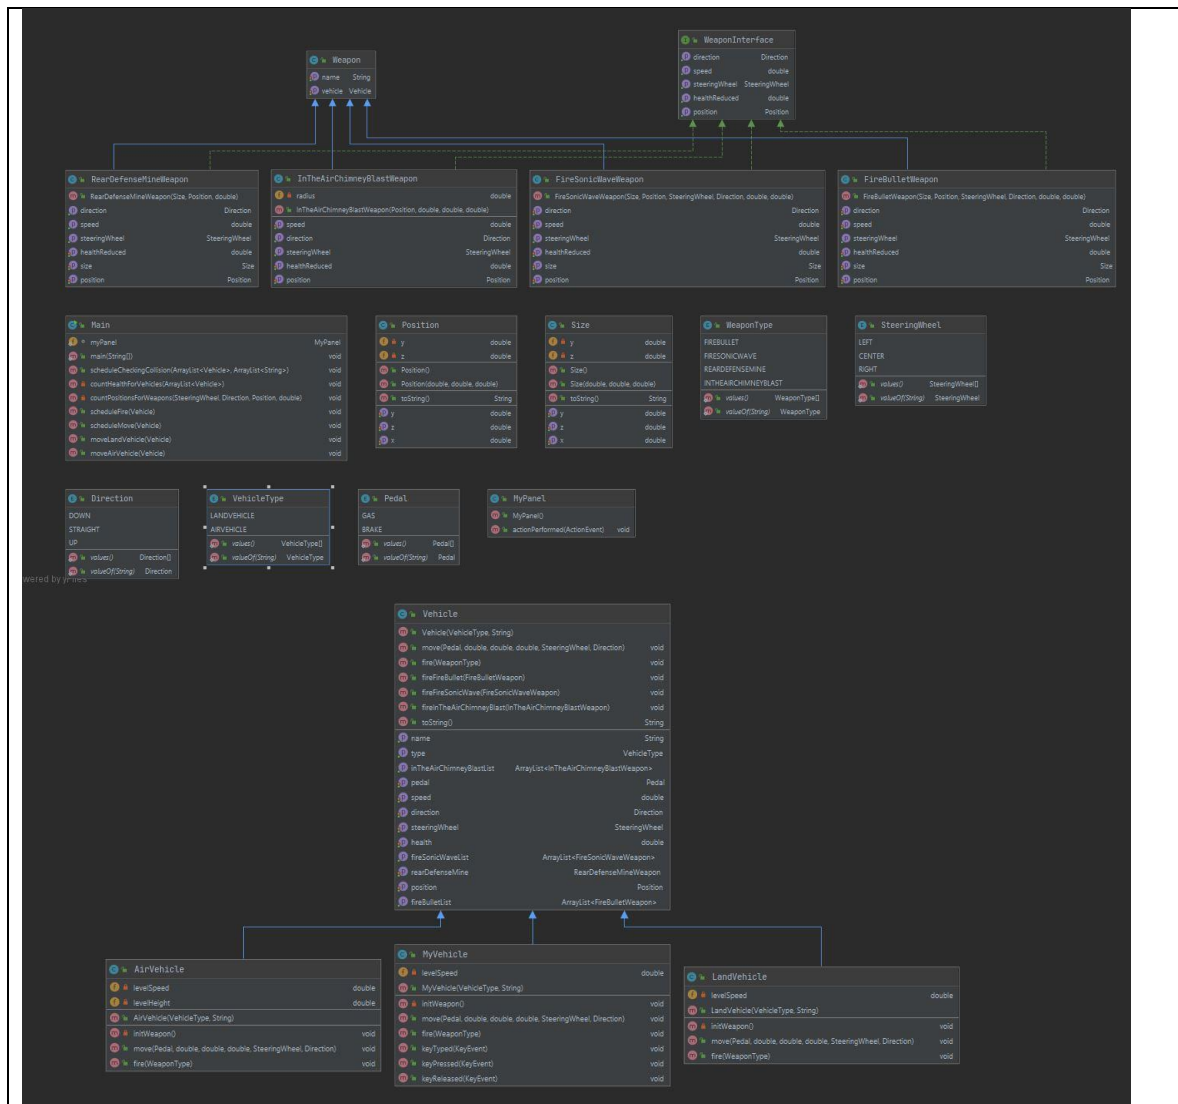 Weapon
name String
vehicle Vehicle
WeaponInterface
direction Direction
speed double
steeringWheel SteeringWheel
healthReduced double
position Position
RearDefenseMineWeapon
RearDefenseMineWeapon(Size, Position, double)
direction Direction
speed double
steeringWheel SteeringWheel
healthReduced double
size Size
position Position
InTheAirChimneyBlastWeapon
radius double
InTheAirChimneyBlastWeapon(Position, double, double, double)
speed double
direction Direction
steeringWheel SteeringWheel
healthReduced double
position Position
FireSonicWaveWeapon
FireSonicWaveWeapon(Size, Position, SteeringWheel, Direction, double, double)
direction Direction
speed double
steeringWheel SteeringWheel
healthReduced double
size Size
position Position
FireBulletWeapon
FireBulletWeapon(Size, Position, SteeringWheel, Direction, double, double)
direction Direction
speed double
steeringWheel SteeringWheel
healthReduced double
size Size
position Position
Main
myPanel MyPanel
main(String[]) void
scheduleCheckingCollision(ArrayList<Vehicle>, ArrayList<String>) void
countHealthForVehicles(ArrayList<Vehicle>) void
countPositionsForWeapons(SteeringWheel, Direction, Position, double) void
scheduleFire(Vehicle) void
scheduleMove(Vehicle) void
moveLandVehicle(Vehicle) void
moveAirVehicle(Vehicle) void
Position
y double
z double
Position()
Position(double, double, double)
toString() String
y double
z double
x double
Size
y double
z double
Size()
Size(double, double, double)
toString() String
y double
z double
x double
WeaponType
FIREBULLET
FIRESONICWAVE
REARDEFENSEMINE
INTHEAIRCHIMNEYBLAST
values() WeaponType[]
valueOf(String) WeaponType
SteeringWheel
LEFT
CENTER
RIGHT
values() SteeringWheel[]
valueOf(String) SteeringWheel
Direction
DOWN
STRAIGHT
UP
values() Direction[]
valueOf(String) Direction
VehicleType
LANDVEHICLE
AIRVEHICLE
values() VehicleType[]
valueOf(String) VehicleType
Pedal
GAS
BRAKE
values() Pedal[]
valueOf(String) Pedal
MyPanel
MyPanel()
actionPerformed(ActionEvent) void
wered by yFiles
Vehicle
Vehicle(VehicleType, String)
move(Pedal, double, double, double, SteeringWheel, Direction) void
fire(WeaponType) void
fireFireBullet(FireBulletWeapon) void
fireFireSonicWave(FireSonicWaveWeapon) void
fireInTheAirChimneyBlast(InTheAirChimneyBlastWeapon) void
toString() String
name String
type VehicleType
inTheAirChimneyBlastList ArrayList<InTheAirChimneyBlastWeapon>
pedal Pedal
speed double
direction Direction
steeringWheel SteeringWheel
health double
fireSonicWaveList ArrayList<FireSonicWaveWeapon>
rearDefenseMine RearDefenseMineWeapon
position Position
fireBulletList ArrayList<FireBulletWeapon>
AirVehicle
levelSpeed double
levelHeight double
AirVehicle(VehicleType, String)
initWeapon() void
move(Pedal, double, double, double, SteeringWheel, Direction) void
fire(WeaponType) void
MyVehicle
levelSpeed double
MyVehicle(VehicleType, String)
initWeapon() void
move(Pedal, double, double, double, SteeringWheel, Direction) void
fire(WeaponType) void
keyTyped(KeyEvent) void
keyPressed(KeyEvent) void
keyReleased(KeyEvent) void
LandVehicle
levelSpeed double
LandVehicle(VehicleType, String)
initWeapon() void
move(Pedal, double, double, double, SteeringWheel, Direction) void
fire(WeaponType) void